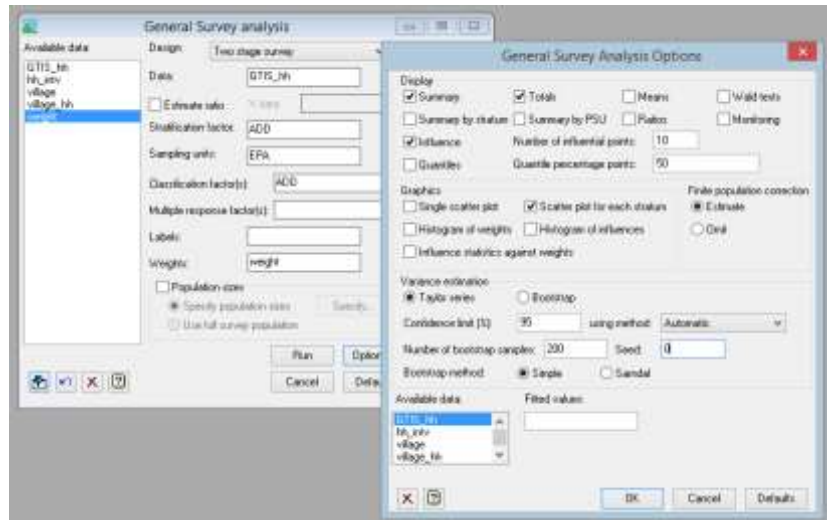 General Survey analysis
Available data
GTIS_hh
hh_intv
village
village_hh
weight
Design: Two stage survey
Data: GTIS_hh
Estimate ratio
Stratification factor: ADD
Sampling units: EPA
Classification factor(s): ADD
Multiple response factor(s):
Labels:
Weights: weight
Population sizes
Specify population sizes Specify...
Use full survey population
Run Option
Cancel Defau
General Survey Analysis Options
Display
Summary Totals Means Wald tests
Summary by stratum Summary by PSU Ratios Monitoring
Influence Number of influential points: 10
Quantiles Quantile percentage points: 50
Graphics Finite population correction
Single scatter plot Scatter plot for each stratum Estimate
Histogram of weights Histogram of influences Omit
Influence statistics against weights
Variance estimation
Taylor series Bootstrap
Confidence limit (%) 95 using method: Automatic
Number of bootstrap samples: 200 Seed: 0
Bootstrap method: Simple Sarndal
Available data: Fitted values:
GTIS_hh
hh_intv
village
village_hh
OK Cancel Defaults